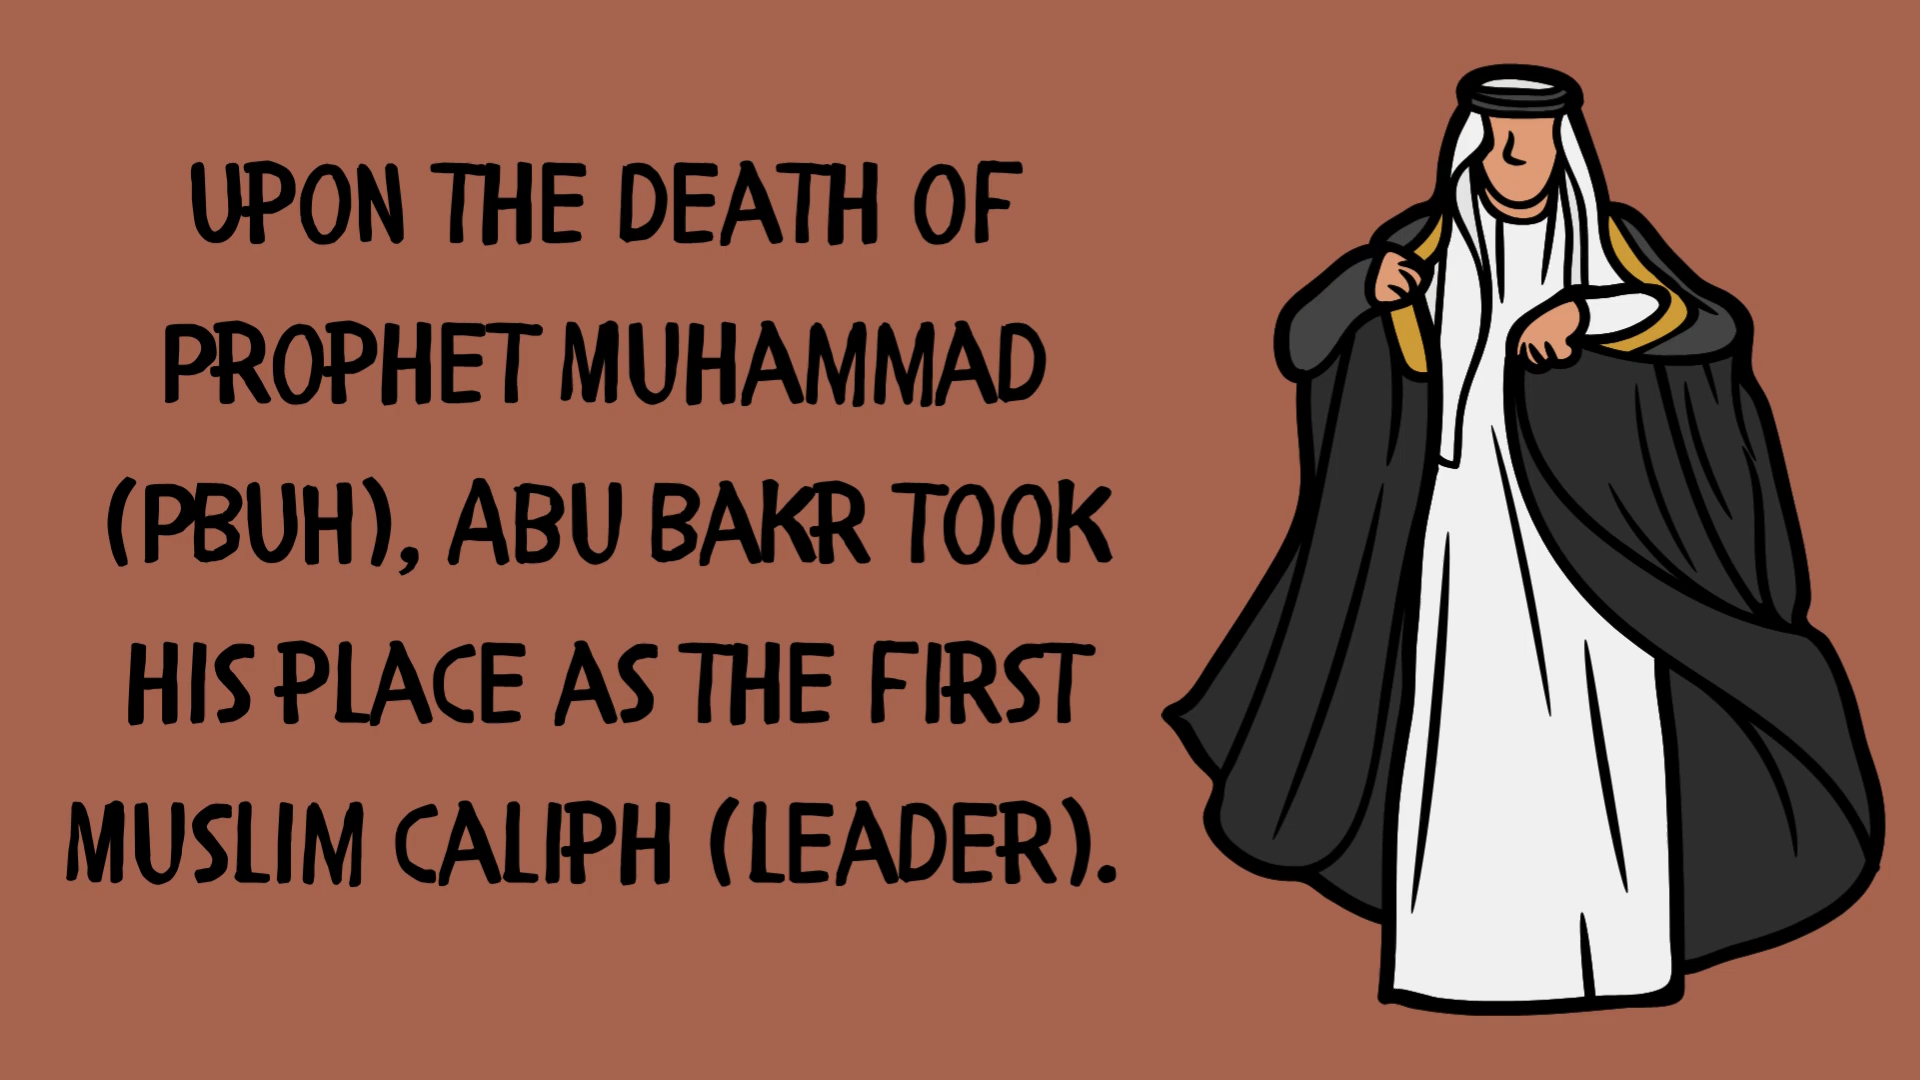 UPON THE DEATH OF
PROPHET MUHAMMAD
(PBUH), ABU BAKR TOOK
HIS PLACE AS THE FIRST
MUSLIM CALIPH (LEADER).